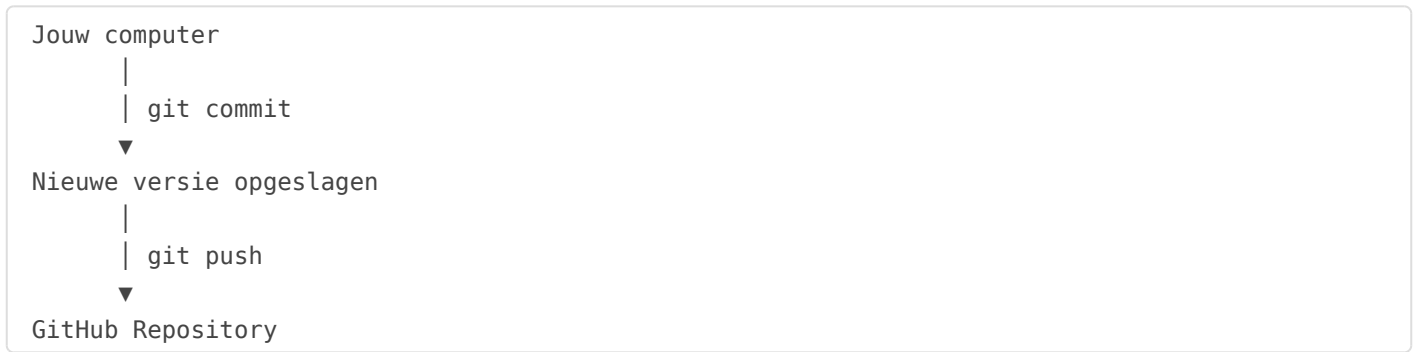 Jouw computer
│
│ git commit
▼
Nieuwe versie opgeslagen
│
│ git push
▼
GitHub Repository